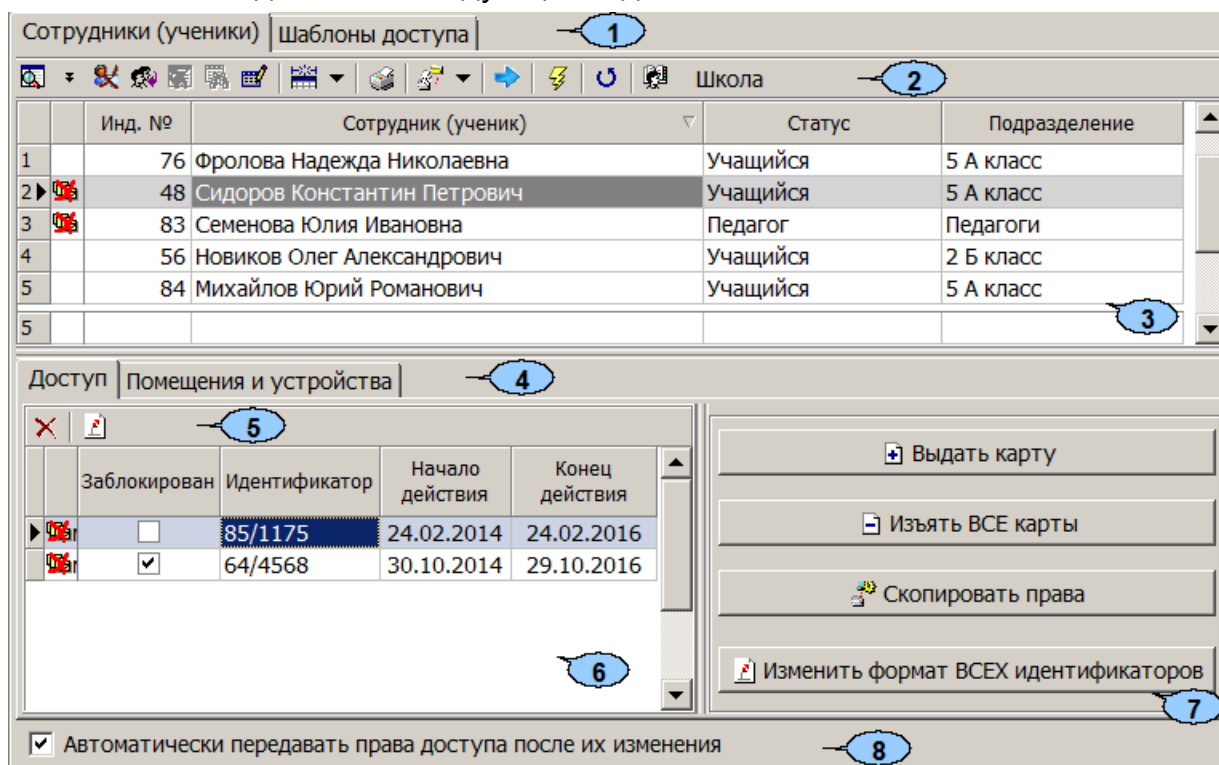 Сотрудники (ученики) Шаблоны доступа 1
Школа 2
Инд. № Сотрудник (ученик) Статус Подразделение
1 76 Фролова Надежда Николаевна Учащийся 5 А класс
2 48 Сидоров Константин Петрович Учащийся 5 А класс
3 83 Семенова Юлия Ивановна Педагог Педагоги
4 56 Новиков Олег Александрович Учащийся 2 Б класс
5 84 Михайлов Юрий Романович Учащийся 5 А класс
5 3
Доступ Помещения и устройства 4
5
Заблокирован Идентификатор Начало действия Конец действия
85/1175 24.02.2014 24.02.2016
64/4568 30.10.2014 29.10.2016
6
Выдать карту
Изъять ВСЕ карты
Скопировать права
Изменить формат ВСЕХ идентификаторов
7
Автоматически передавать права доступа после их изменения 8